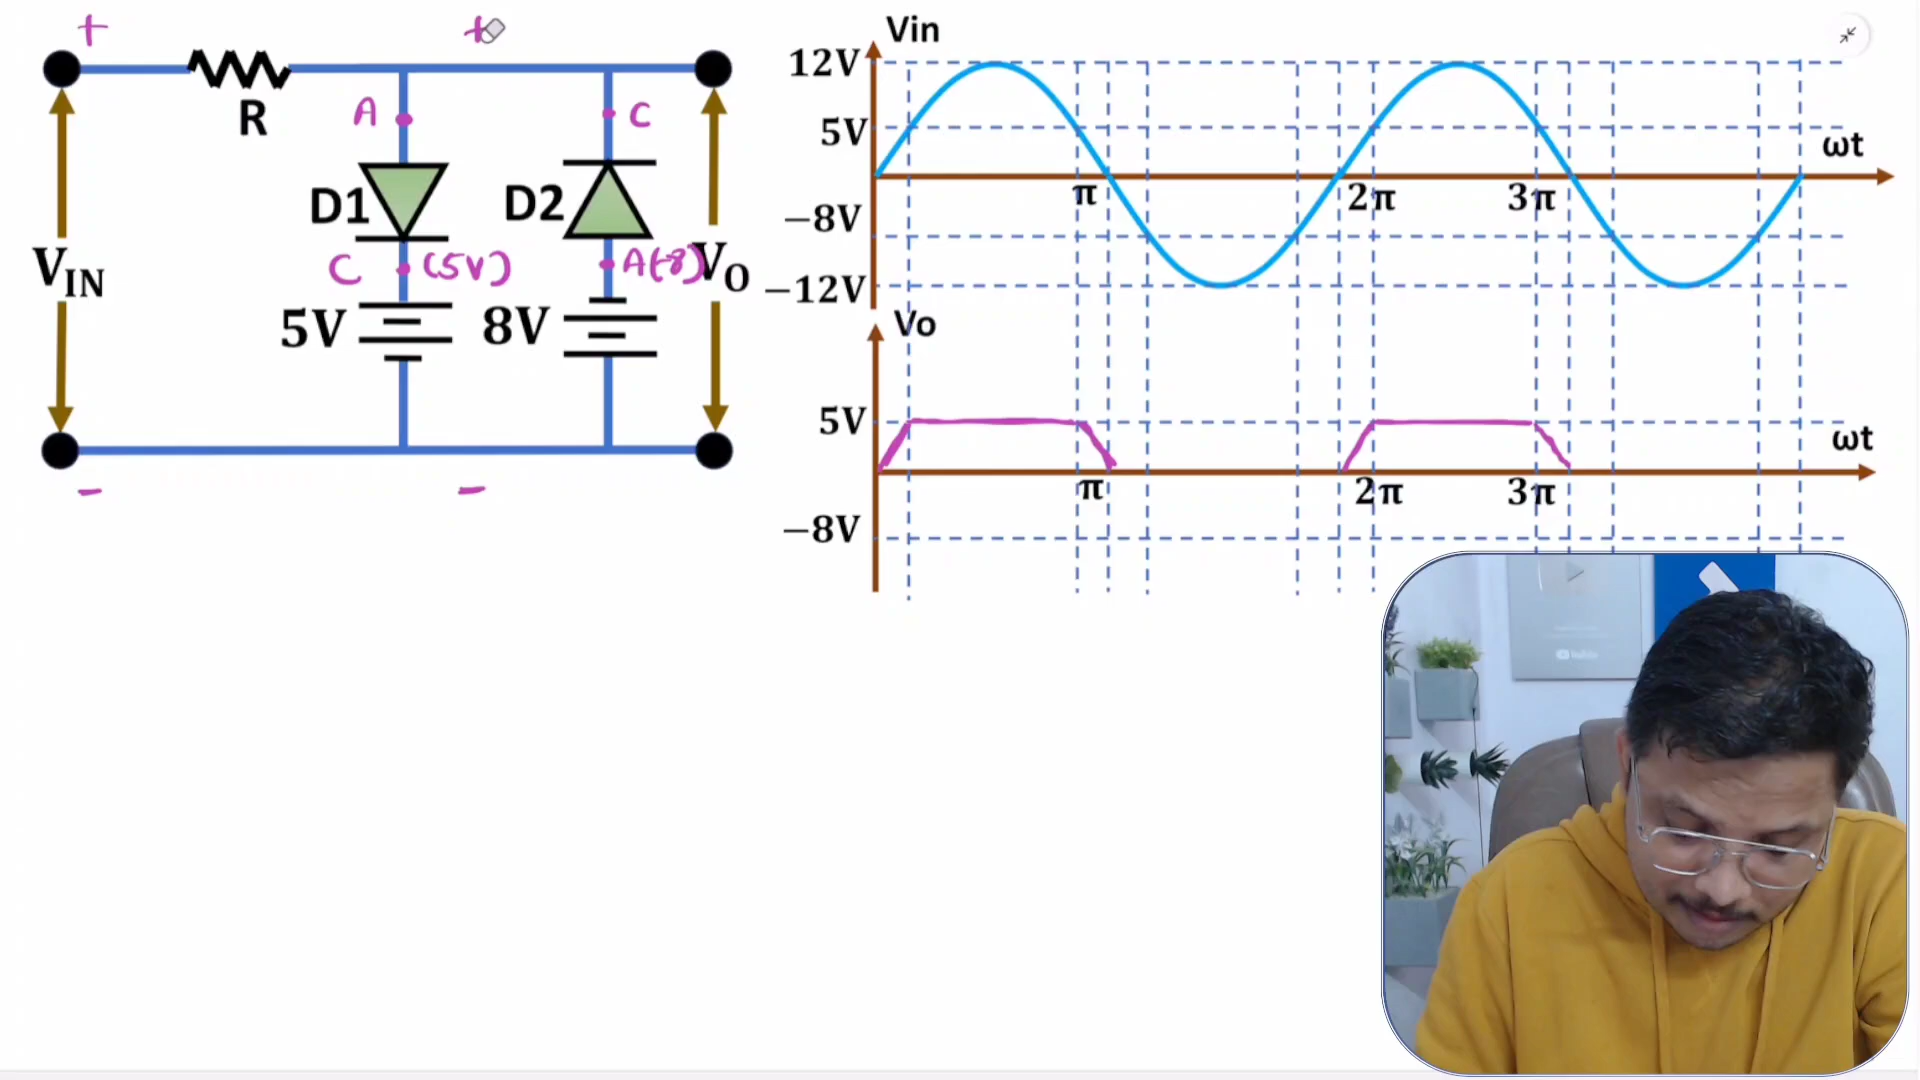 +
+
R
A
C
D1
D2
C
(5V)
A(-8)
V_IN
V_O
5V
8V
-
-
Vin
12V
5V
ωt
π
2π
3π
−8V
−12V
Vo
5V
ωt
π
2π
3π
−8V
YouTube